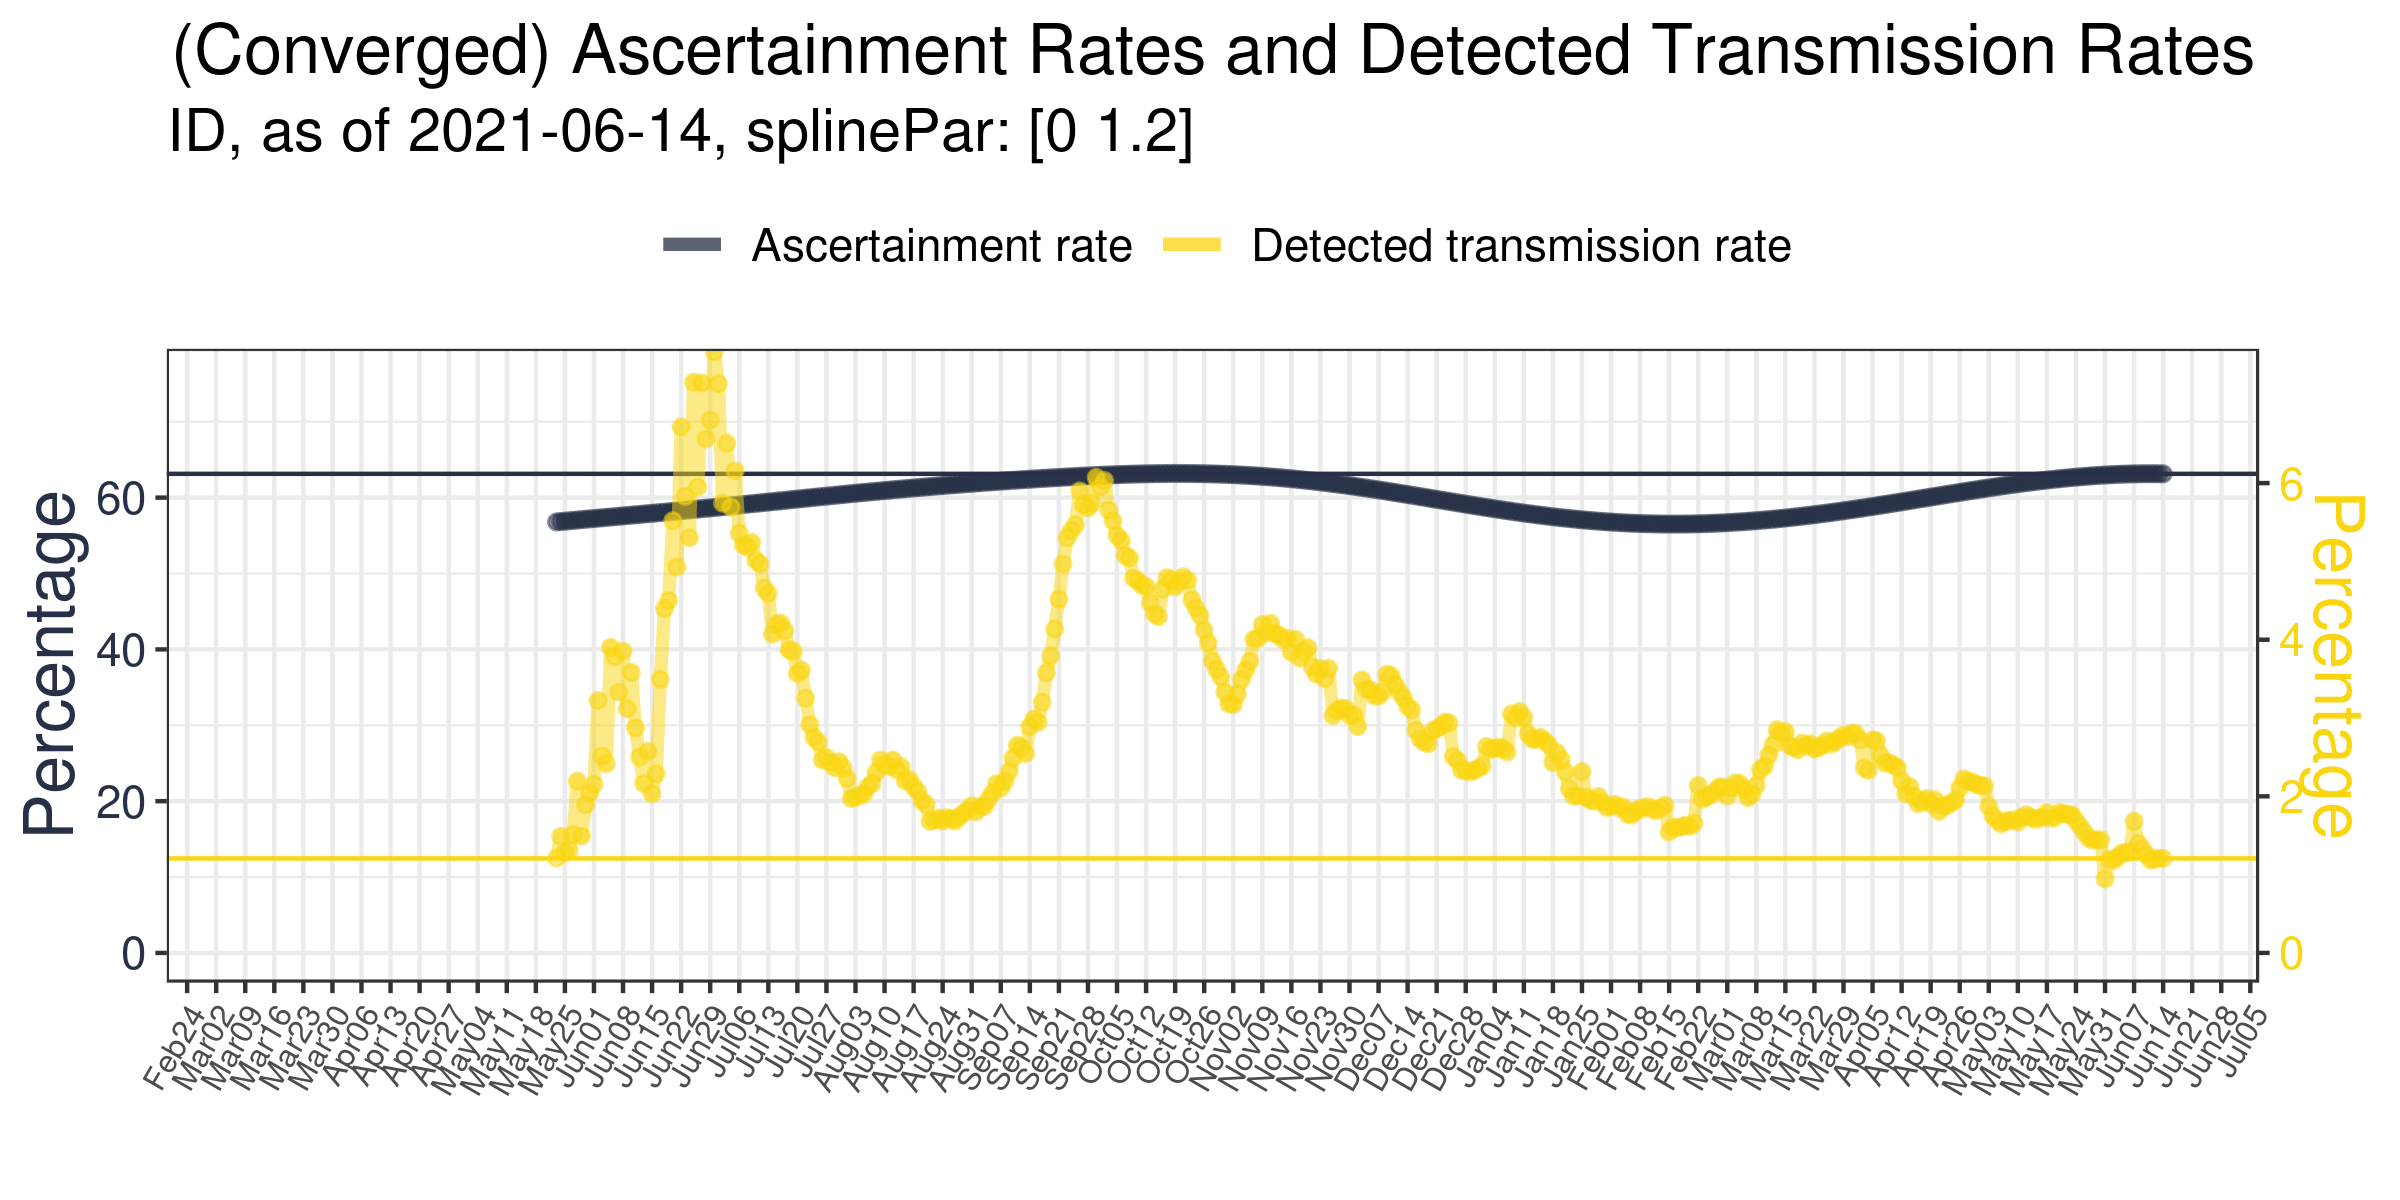 (Converged) Ascertainment Rates and Detected Transmission Rates
ID, as of 2021-06-14, splinePar: [0 1.2]
Ascertainment rate
Detected transmission rate
Percentage
60
40
20
0
6
4
2
0
Percentage
Feb24
Mar02
Mar09
Mar16
Mar23
Mar30
Apr06
Apr13
Apr20
Apr27
May04
May11
May18
May25
Jun01
Jun08
Jun15
Jun22
Jun29
Jul06
Jul13
Jul20
Jul27
Aug03
Aug10
Aug17
Aug24
Aug31
Sep07
Sep14
Sep21
Sep28
Oct05
Oct12
Oct19
Oct26
Nov02
Nov09
Nov16
Nov23
Nov30
Dec07
Dec14
Dec21
Dec28
Jan04
Jan11
Jan18
Jan25
Feb01
Feb08
Feb15
Feb22
Mar01
Mar08
Mar15
Mar22
Mar29
Apr05
Apr12
Apr19
Apr26
May03
May10
May17
May24
May31
Jun07
Jun14
Jun21
Jun28
Jul05